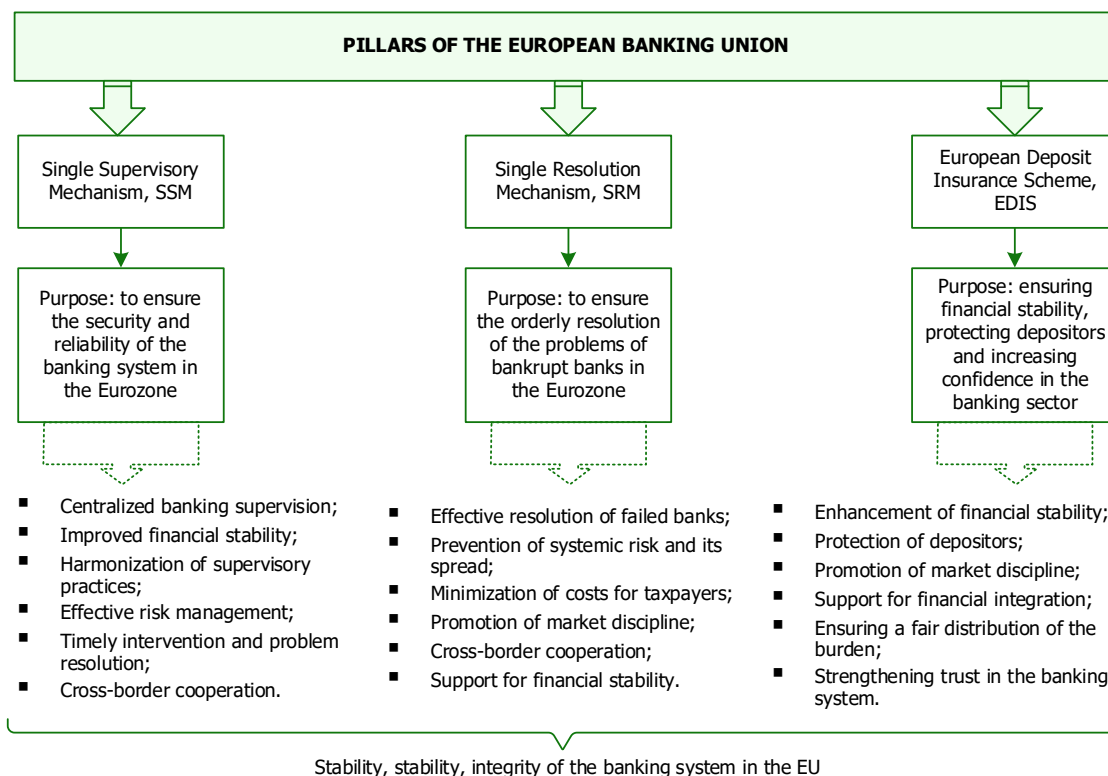 PILLARS OF THE EUROPEAN BANKING UNION
Single Supervisory
Mechanism, SSM
Single Resolution
Mechanism, SRM
European Deposit
Insurance Scheme,
EDIS
Purpose: to ensure
the security and
reliability of the
banking system in
the Eurozone
Purpose: to ensure
the orderly resolution
of the problems of
bankrupt banks in
the Eurozone
Purpose: ensuring
financial stability,
protecting depositors
and increasing
confidence in the
banking sector
▪ Centralized banking supervision;
▪ Improved financial stability;
▪ Harmonization of supervisory
practices;
▪ Effective risk management;
▪ Timely intervention and problem
resolution;
▪ Cross-border cooperation.
▪ Effective resolution of failed banks;
▪ Prevention of systemic risk and its
spread;
▪ Minimization of costs for taxpayers;
▪ Promotion of market discipline;
▪ Cross-border cooperation;
▪ Support for financial stability.
▪ Enhancement of financial stability;
▪ Protection of depositors;
▪ Promotion of market discipline;
▪ Support for financial integration;
▪ Ensuring a fair distribution of the
burden;
▪ Strengthening trust in the banking
system.
Stability, stability, integrity of the banking system in the EU